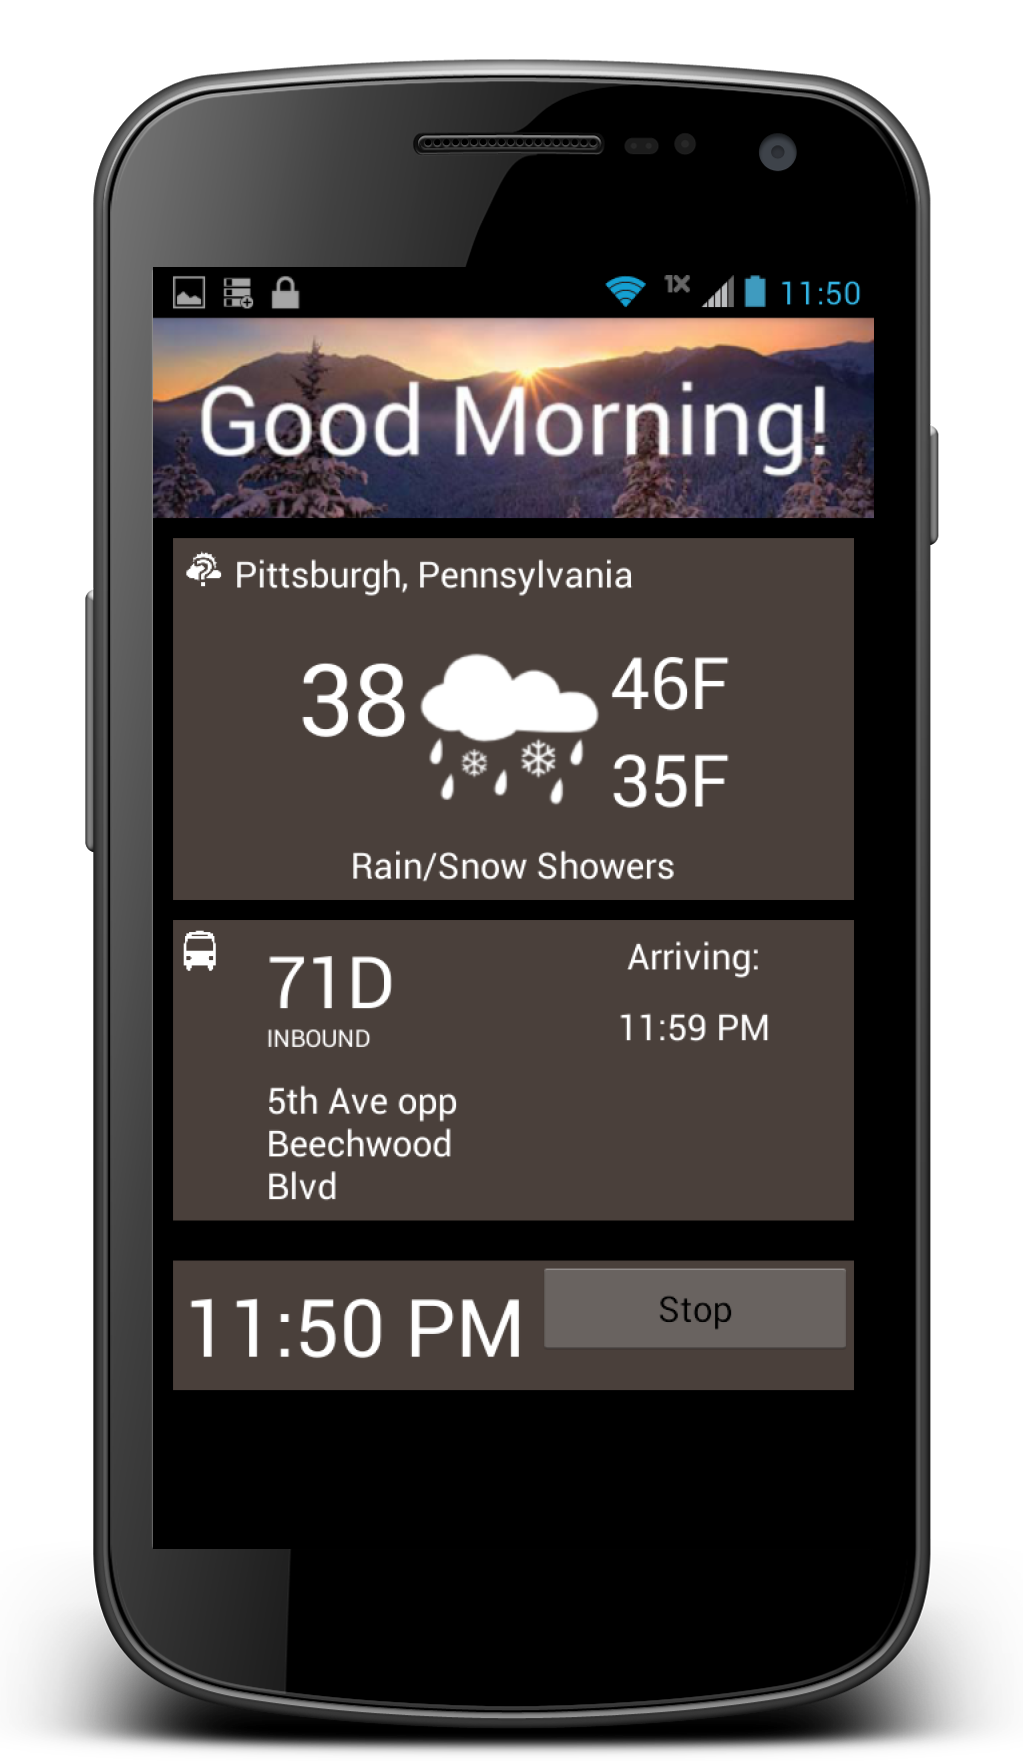 1X 11:50
Good Morning!
Pittsburgh, Pennsylvania
38
46F
35F
Rain/Snow Showers
71D
INBOUND
5th Ave opp
Beechwood
Blvd
Arriving:
11:59 PM
11:50 PM
Stop